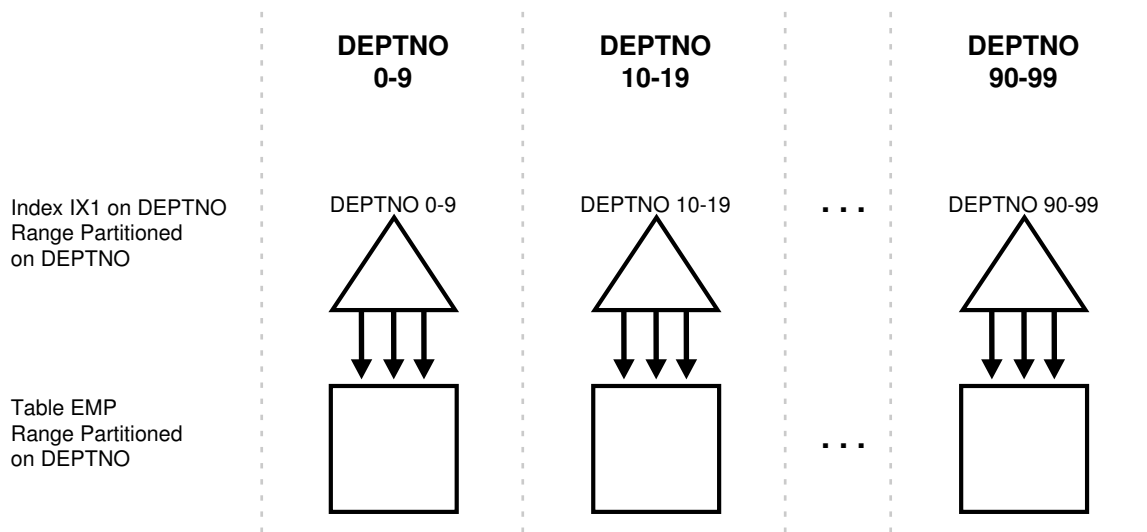 DEPTNO
0-9
DEPTNO
10-19
DEPTNO
90-99
Index IX1 on DEPTNO
Range Partitioned
on DEPTNO
DEPTNO 0-9
DEPTNO 10-19
. . .
DEPTNO 90-99
Table EMP
Range Partitioned
on DEPTNO
. . .